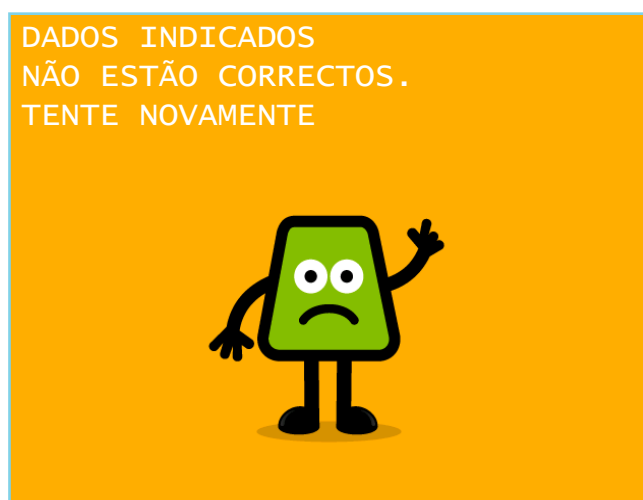 DADOS INDICADOS
NÃO ESTÃO CORRECTOS.
TENTE NOVAMENTE